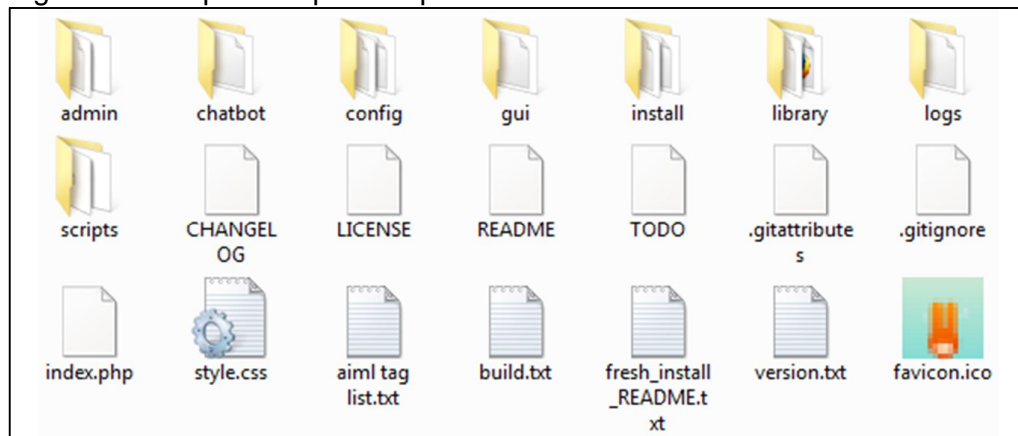 admin chatbot config gui install library logs
scripts CHANGEL LICENSE README TODO .gitattribute .gitignore
OG s
index.php style.css aiml tag build.txt fresh_install version.txt favicon.ico
list.txt _README.t
xt